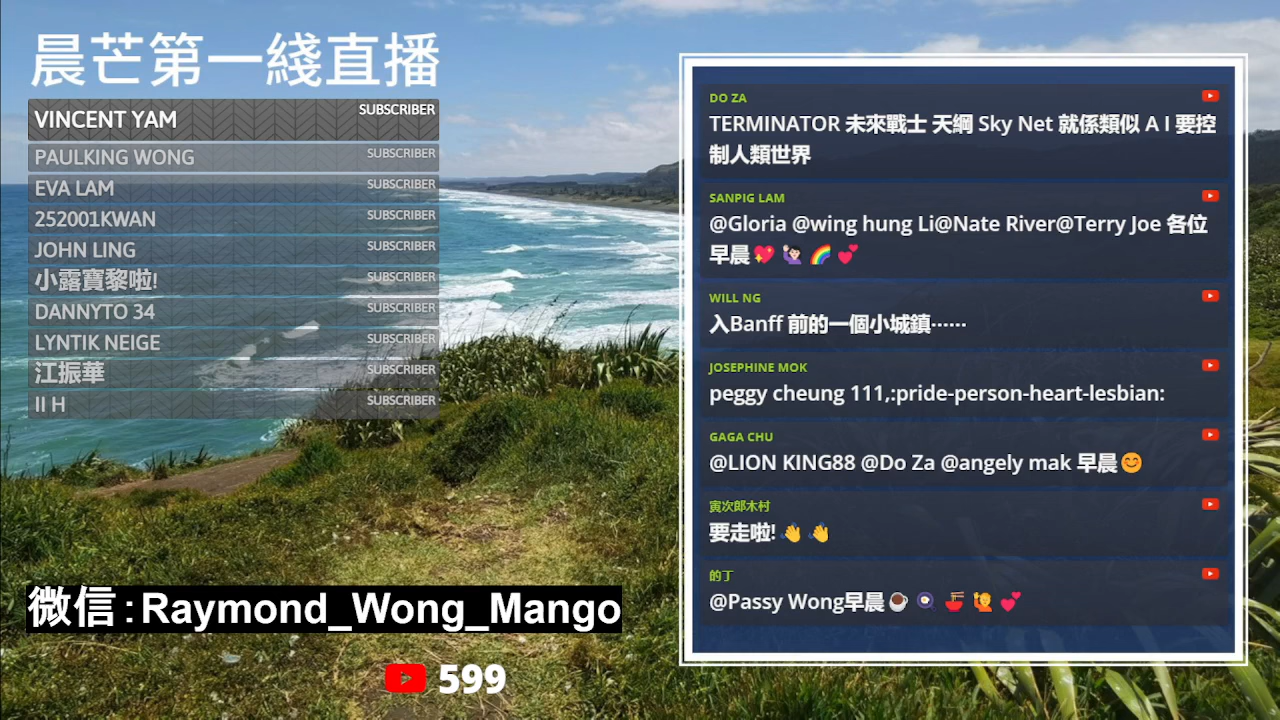 晨芒第一綫直播
VINCENT YAM SUBSCRIBER
PAULKING WONG SUBSCRIBER
EVA LAM SUBSCRIBER
252001KWAN SUBSCRIBER
JOHN LING SUBSCRIBER
小露寶黎啦! SUBSCRIBER
DANNYTO 34 SUBSCRIBER
LYNTIK NEIGE SUBSCRIBER
江振華 SUBSCRIBER
II H SUBSCRIBER
微信:Raymond_Wong_Mango
599
DO ZA
TERMINATOR 未來戰士 天綱 Sky Net 就係類似 A I 要控
制人類世界
SANPIG LAM
@Gloria @wing hung Li@Nate River@Terry Joe 各位
早晨💖 🙋🏻‍♀️ 🌈 💕
WILL NG
入Banff 前的一個小城鎮⋯⋯
JOSEPHINE MOK
peggy cheung 111,:pride-person-heart-lesbian:
GAGA CHU
@LION KING88 @Do Za @angely mak 早晨😊
寅次郎木村
要走啦! 👋 👋
的丁
@Passy Wong早晨☕ 🍳 🍜 🙋 💕